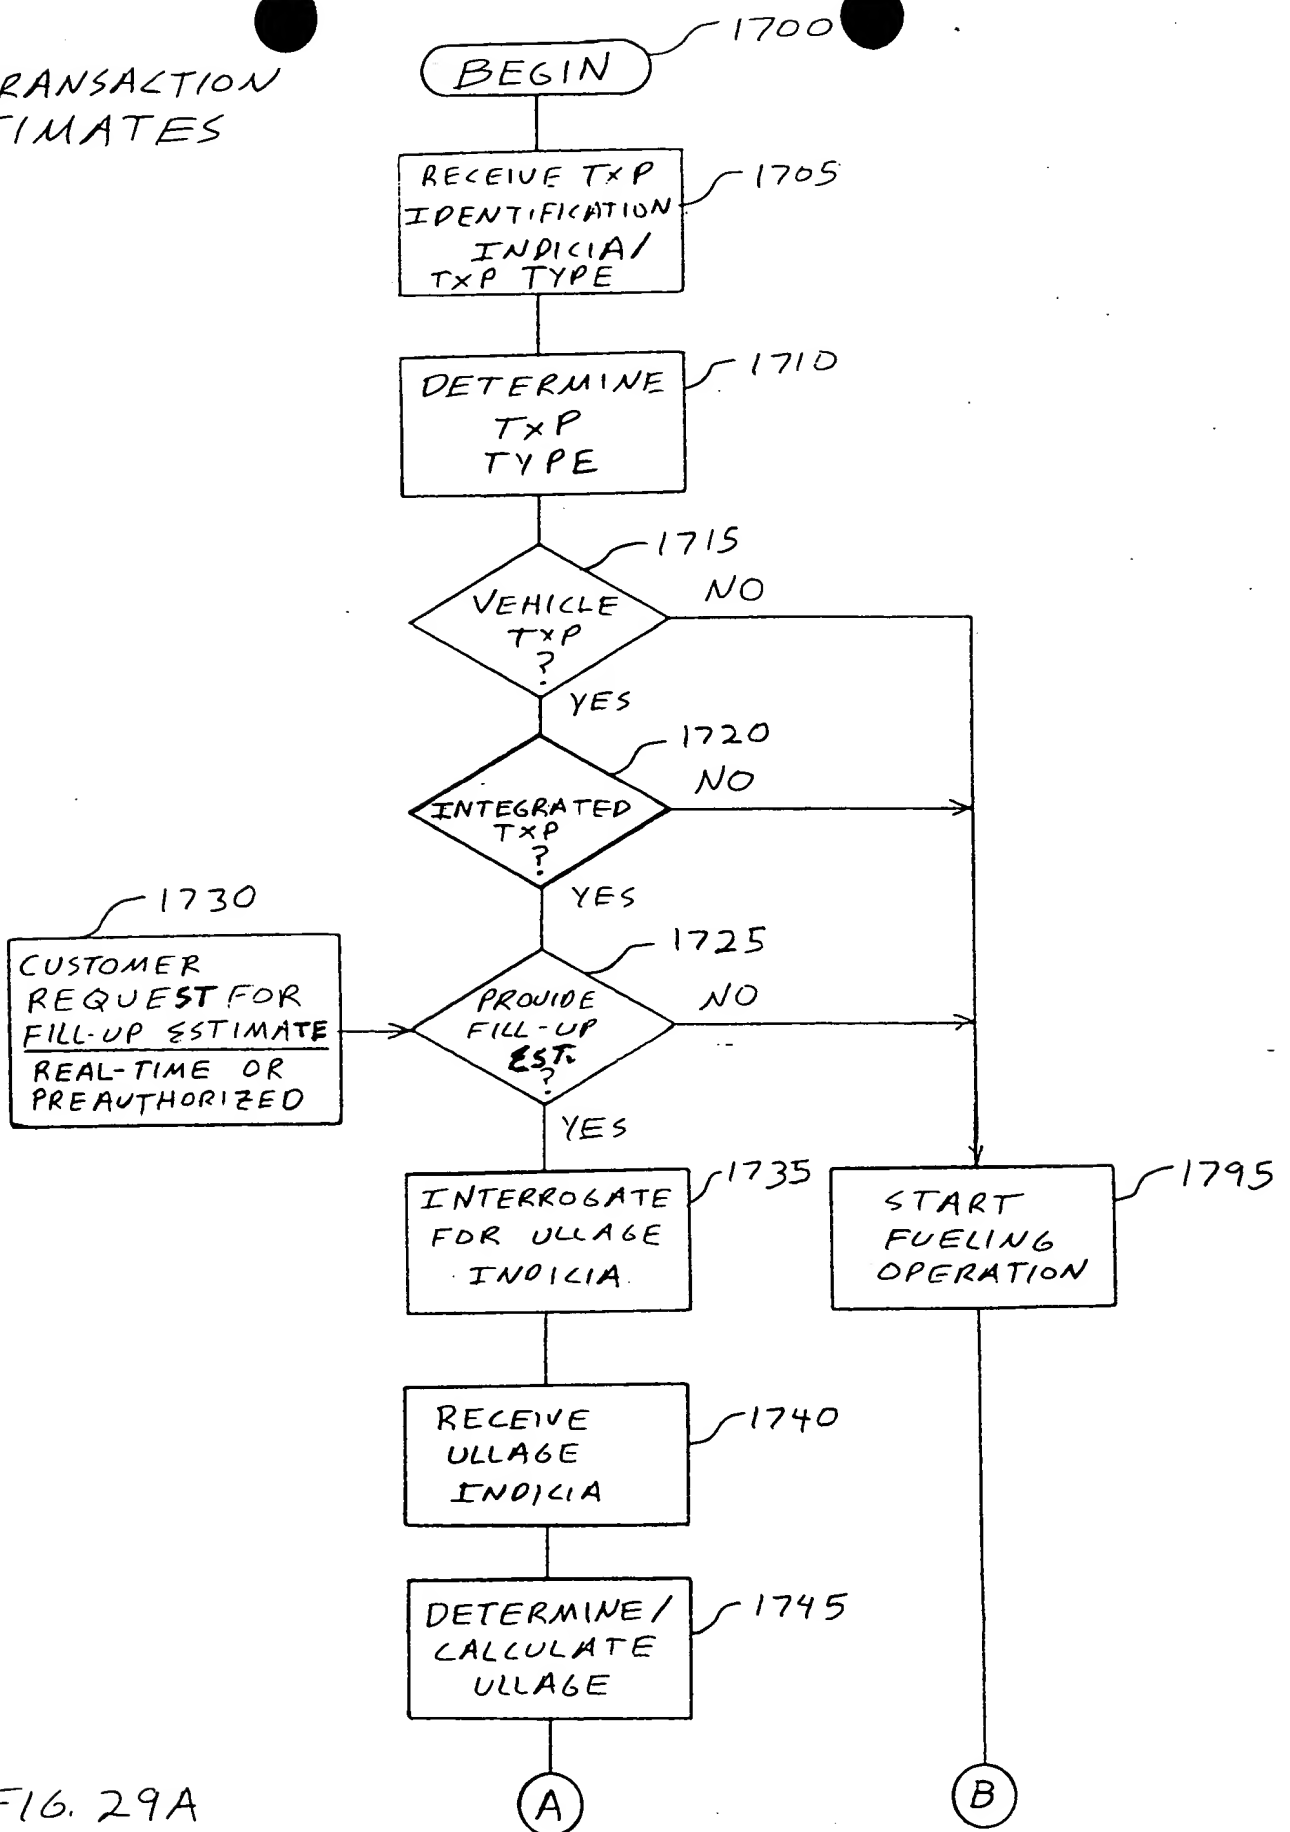 RANSACTION
TIMATES
1700
BEGIN
RECEIVE TXP
IDENTIFICATION
INDICIA/
TXP TYPE
1705
DETERMINE
TXP
TYPE
1710
1715
VEHICLE
TXP
?
NO
YES
1720
INTEGRATED
TXP
?
NO
YES
1730
CUSTOMER
REQUEST FOR
FILL-UP ESTIMATE
REAL-TIME OR
PREAUTHORIZED
1725
PROVIDE
FILL-UP
EST.
?
NO
YES
1735
INTERROGATE
FOR ULLAGE
INDICIA
1795
START
FUELING
OPERATION
RECEIVE
ULLAGE
INDICIA
1740
DETERMINE/
CALCULATE
ULLAGE
1745
A
B
FIG. 29A